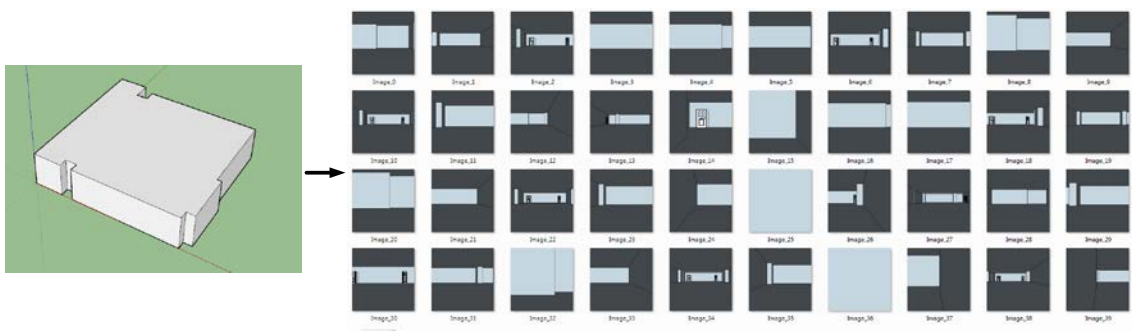 Image_0 Image_1 Image_2 Image_3 Image_4 Image_5 Image_6 Image_7 Image_8 Image_9
Image_10 Image_11 Image_12 Image_13 Image_14 Image_15 Image_16 Image_17 Image_18 Image_19
Image_20 Image_21 Image_22 Image_23 Image_24 Image_25 Image_26 Image_27 Image_28 Image_29
Image_30 Image_31 Image_32 Image_33 Image_34 Image_35 Image_36 Image_37 Image_38 Image_39